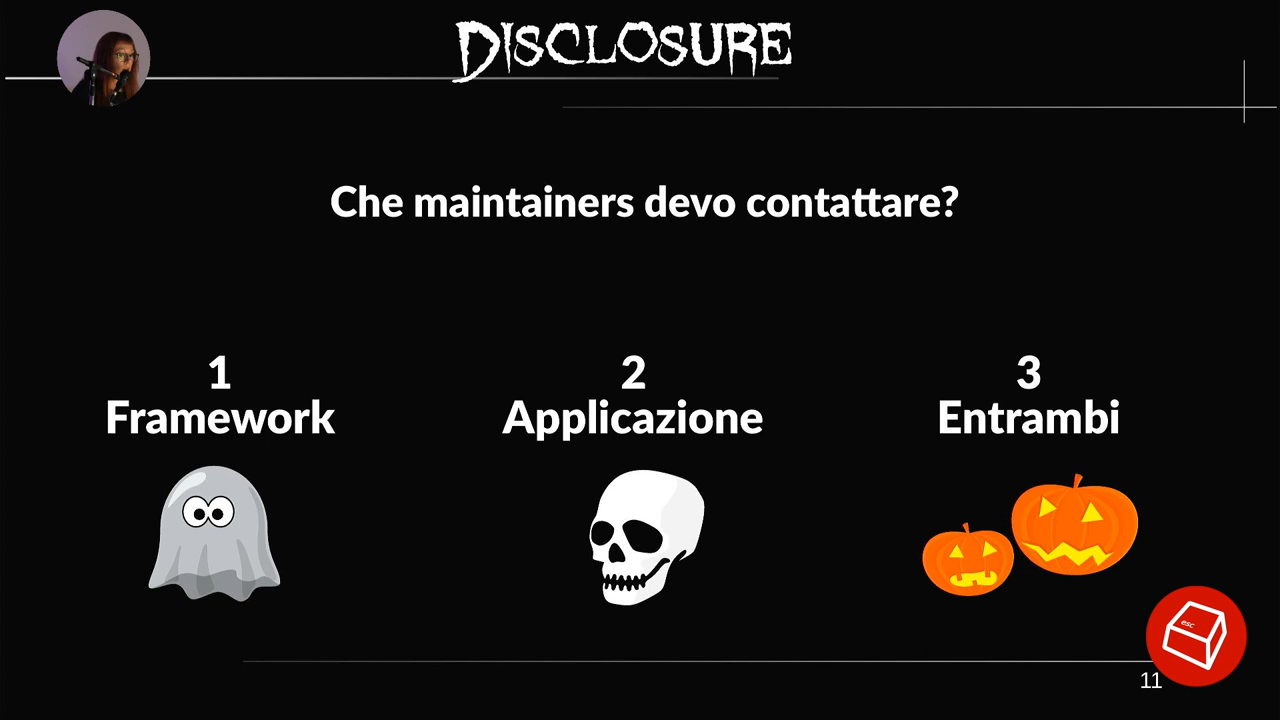 DISCLOSURE
Che maintainers devo contattare?
1
Framework
2
Applicazione
3
Entrambi
esc
11